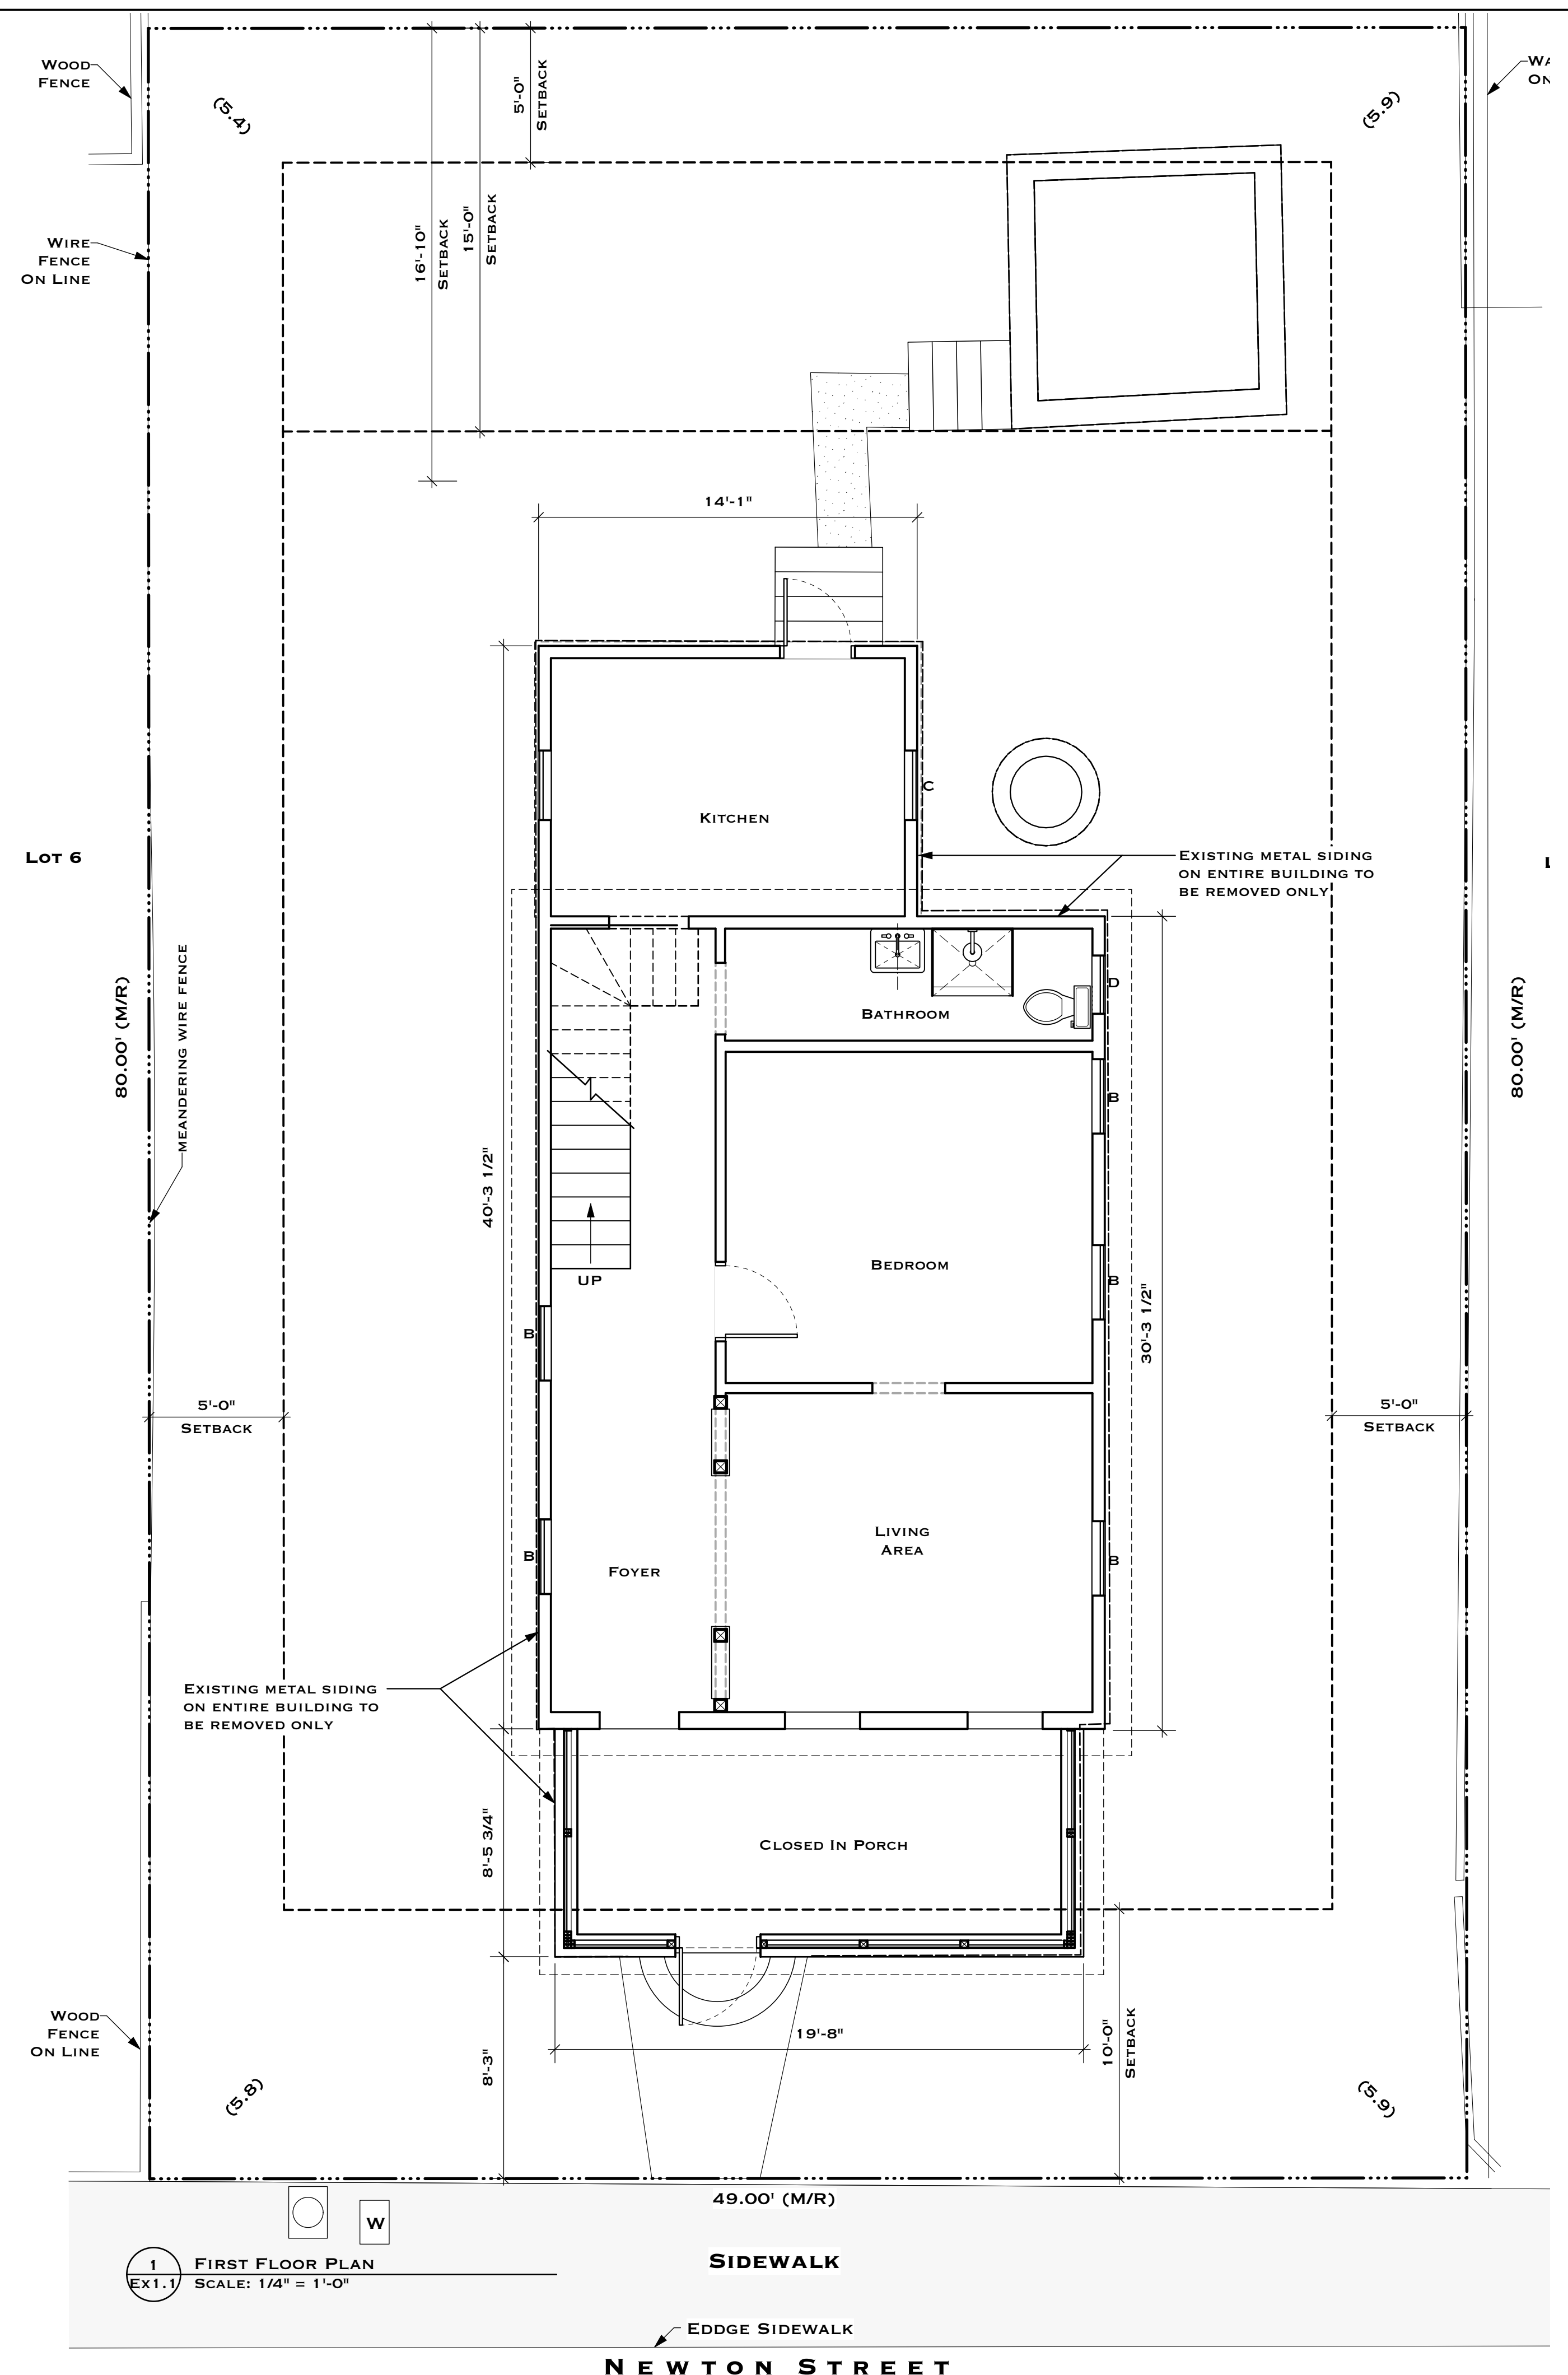 Wood
Fence
(5.4)
5'-0"
Setback
(5.9)
16'-10"
Setback
15'-0"
Setback
Wire
Fence
On Line
14'-1"
C
Kitchen
Lot 6
Existing metal siding
on entire building to
be removed only
80.00' (M/R)
meandering wire fence
D
Bathroom
80.00' (M/R)
B
40'-3 1/2"
Bedroom
UP
B
30'-3 1/2"
B
5'-0"
Setback
5'-0"
Setback
Living
Area
B
B
Foyer
Existing metal siding
on entire building to
be removed only
8'-5 3/4"
Closed In Porch
Wood
Fence
On Line
19'-8"
10'-0"
Setback
8'-3"
(5.8)
(5.9)
49.00' (M/R)
W
1
Ex1.1
First Floor Plan
Scale: 1/4" = 1'-0"
Sidewalk
Eddge Sidewalk
Newton Street